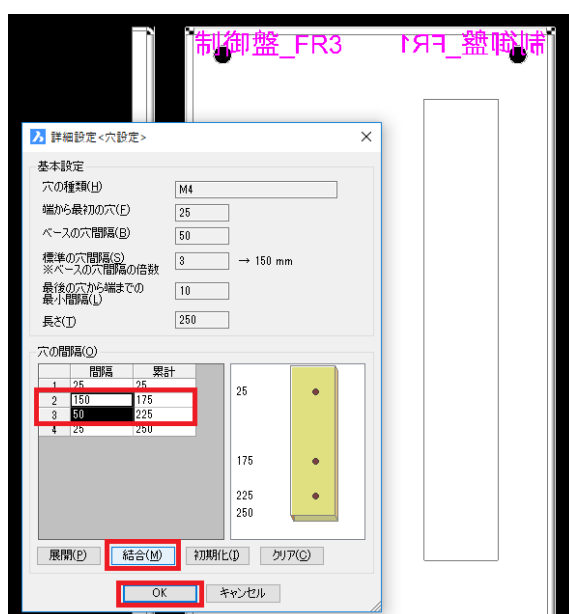 制御盤_FR3
制御盤_FR1
詳細設定<穴設定>
基本設定
穴の種類(H) M4
端から最初の穴(F) 25
ベースの穴間隔(B) 50
標準の穴間隔(S) 3 → 150 mm
※ベースの穴間隔の倍数
最後の穴から端までの 10
最小間隔(L)
長さ(T) 250
穴の間隔(O)
間隔 累計
1 25 25
2 150 175
3 50 225
4 25 250
25
175
225
250
展開(P) 結合(M) 初期化(I) クリア(C)
OK キャンセル